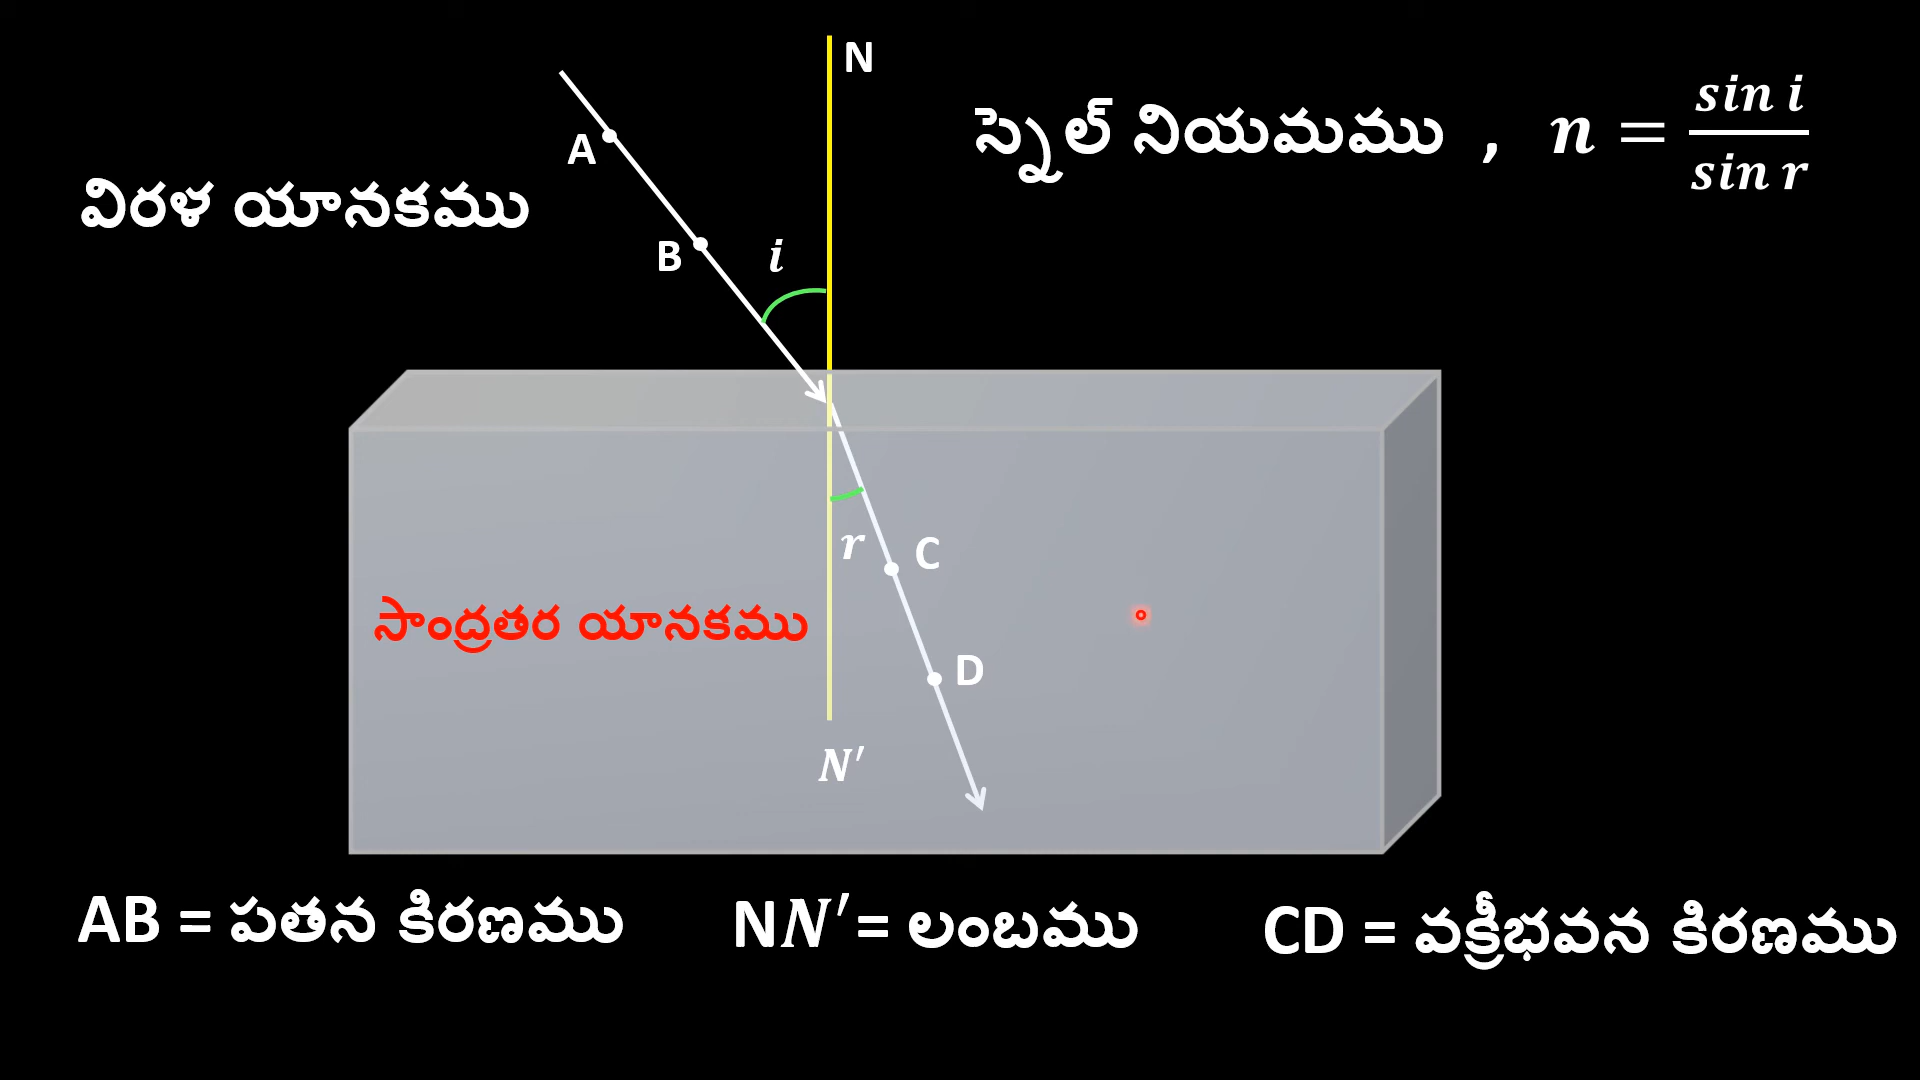 N
స్నెల్ నియమము , n = sin i / sin r
A
విరళ యానకము
B
i
r
C
సాంద్రతర యానకము
D
N′
AB = పతన కిరణము
NN′= లంబము
CD = వక్రీభవన కిరణము